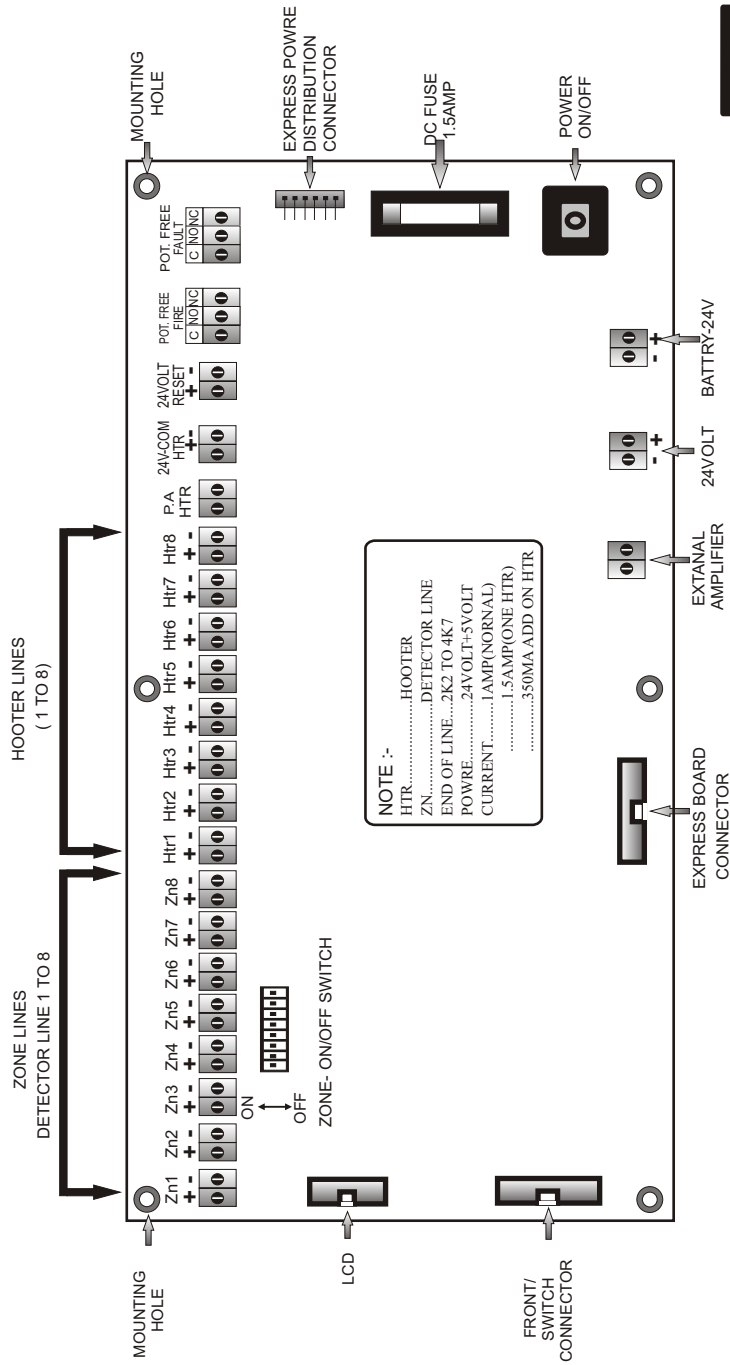 ZONE LINES
DETECTOR LINE 1 TO 8
HOOTER LINES
( 1 TO 8)
MOUNTING
HOLE
MOUNTING
HOLE
Zn1 Zn2 Zn3 Zn4 Zn5 Zn6 Zn7 Zn8 Htr1 Htr2 Htr3 Htr4 Htr5 Htr6 Htr7 Htr8
+ - + - + - + - + - + - + - + - + - + - + - + - + - + - + - + -
P.A
HTR
24V-COM
HTR
+ -
24VOLT
RESET
+ -
POT. FREE
FIRE
C NO NC
POT. FREE
FAULT
C NO NC
EXPRESS POWRE
DISTRIBUTION
CONNECTOR
ON
OFF
ZONE- ON/OFF SWITCH
DC FUSE
1.5AMP
NOTE :-
HTR..................HOOTER
ZN....................DETECTOR LINE
END OF LINE....2K2 TO 4K7
POWRE............24VOLT+5VOLT
CURRENT.......1AMP(NORNAL)
.......................1.5AMP(ONE HTR)
.......................350MA ADD ON HTR
LCD
POWER
ON/OFF
FRONT/
SWITCH
CONNECTOR
EXPRESS BOARD
CONNECTOR
EXTANAL
AMPLIFIER
- +
24VOLT
- +
BATTRY-24V